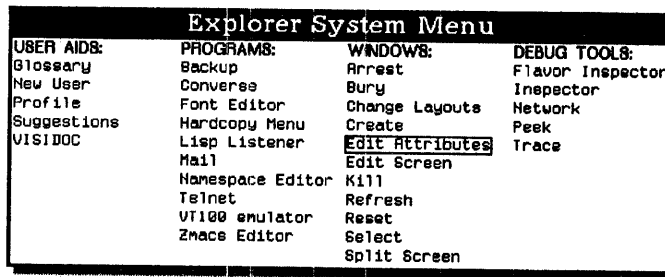 Explorer System Menu
USER AIDS: PROGRAMS: WINDOWS: DEBUG TOOLS:
Glossary Backup Arrest Flavor Inspector
New User Converse Bury Inspector
Profile Font Editor Change Layouts Network
Suggestions Hardcopy Menu Create Peek
VISIDOC Lisp Listener Edit Attributes Trace
Mail Edit Screen
Namespace Editor Kill
Telnet Refresh
VT100 emulator Reset
Zmacs Editor Select
Split Screen